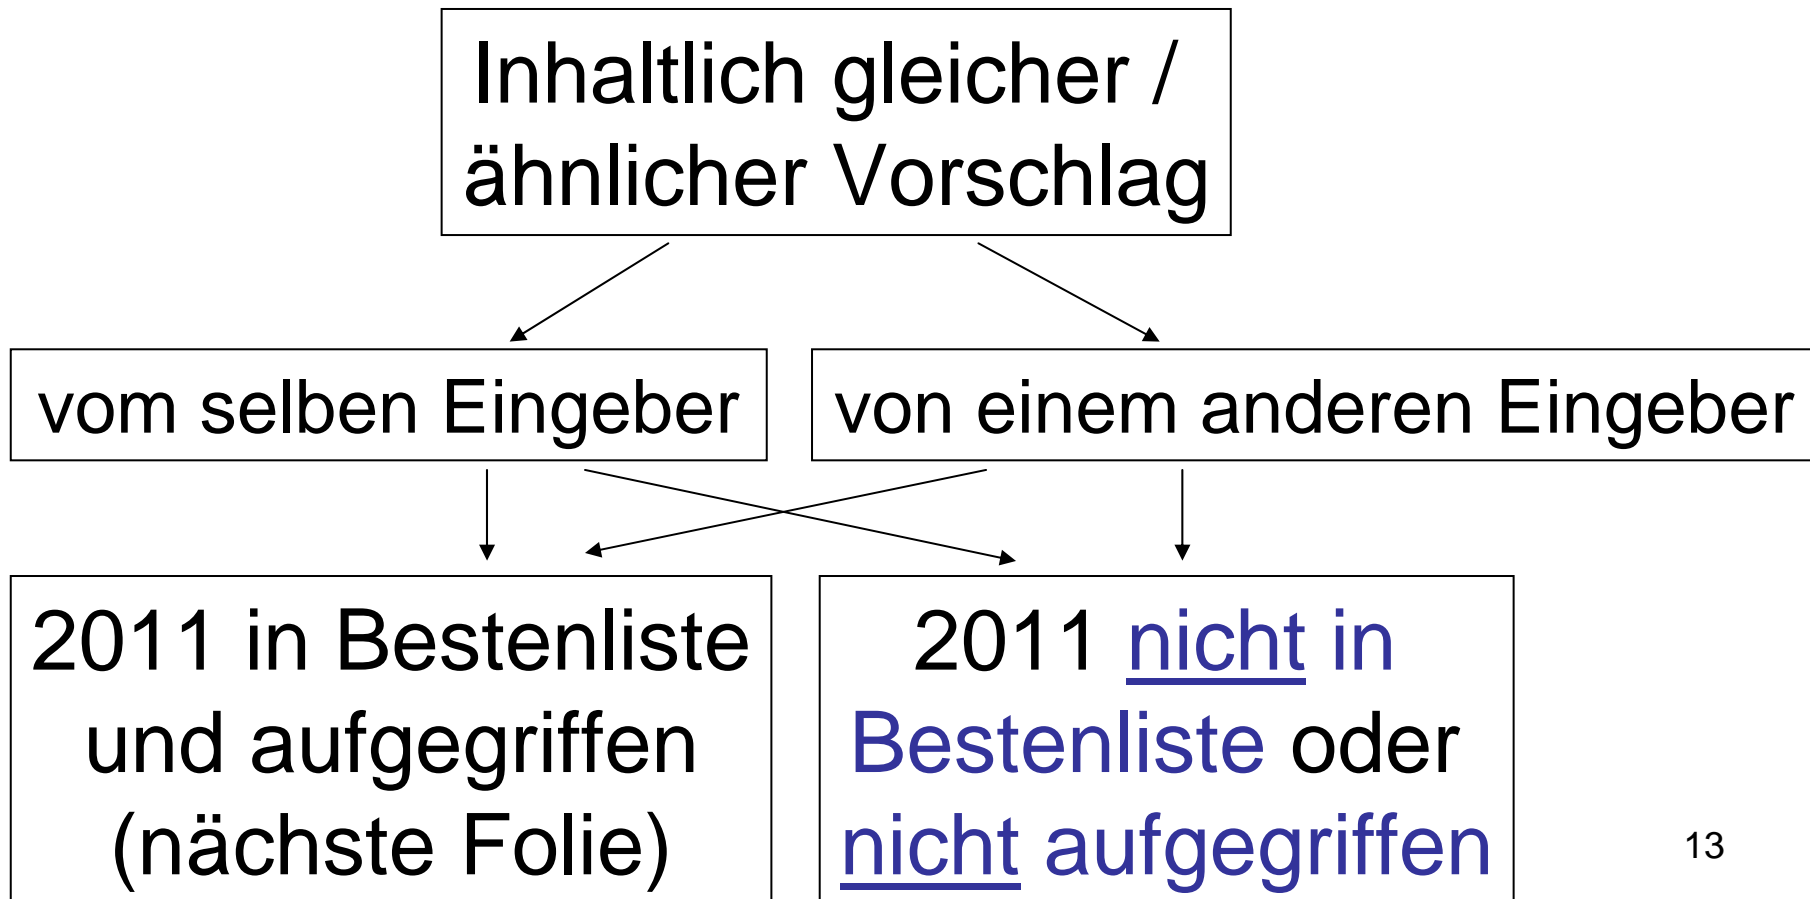 Inhaltlich gleicher /
ähnlicher Vorschlag
vom selben Eingeber
von einem anderen Eingeber
2011 in Bestenliste
und aufgegriffen
(nächste Folie)
2011 nicht in
Bestenliste oder
nicht aufgegriffen
13